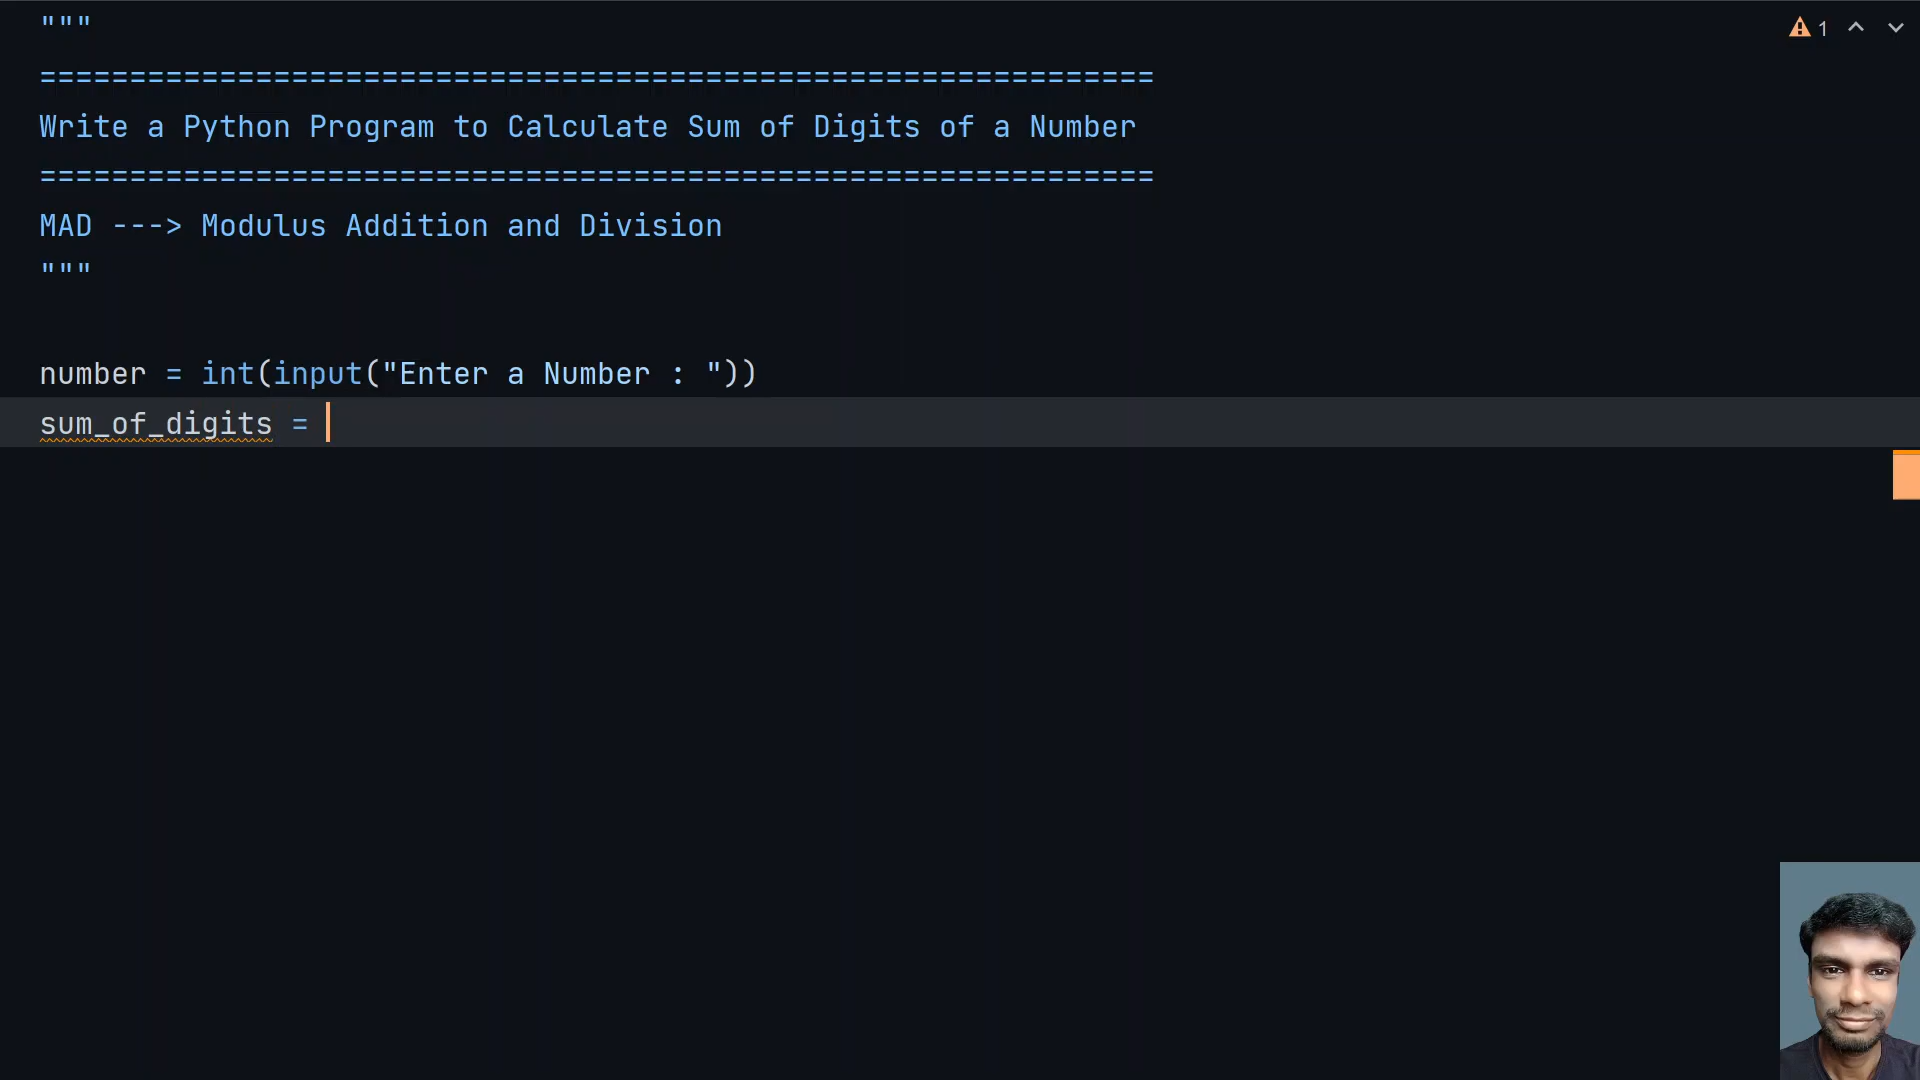 """
==============================================================
Write a Python Program to Calculate Sum of Digits of a Number
==============================================================
MAD ---> Modulus Addition and Division
"""
number = int(input("Enter a Number : "))
sum_of_digits =
1